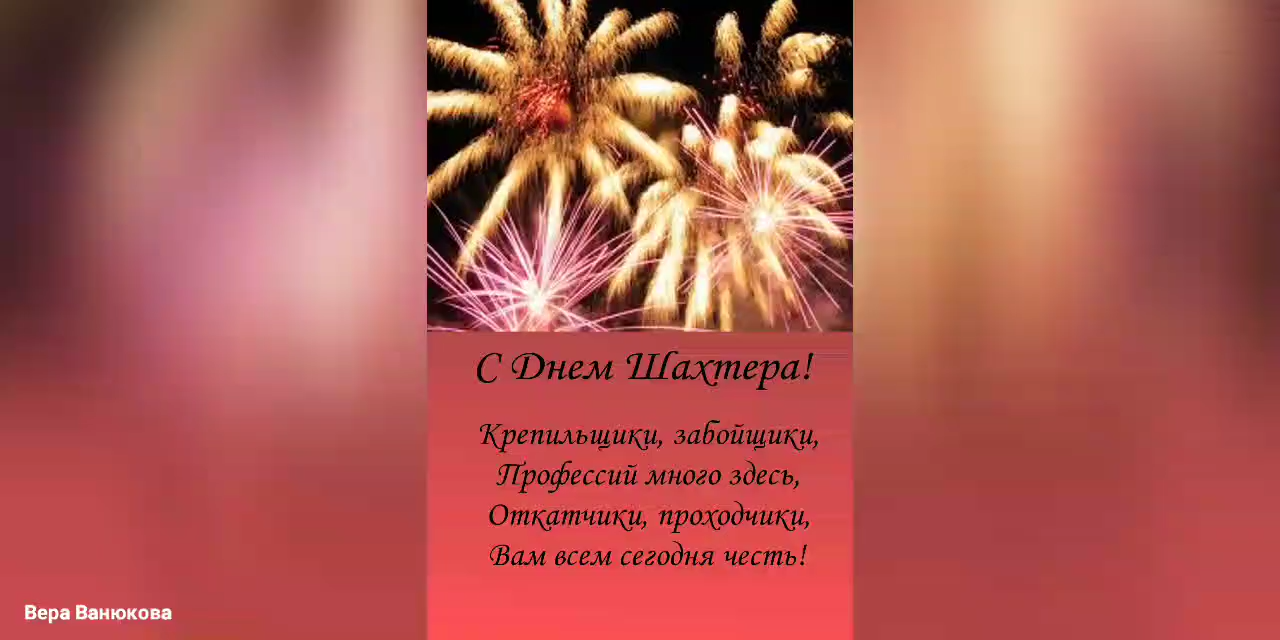 С Днем Шахтера!
Крепильщики, забойщики,
Профессий много здесь,
Откатчики, проходчики,
Вам всем сегодня честь!
Вера Ванюкова